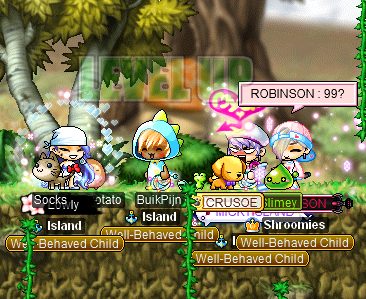 LEVEL UP
ROBINSON : 99?
Socks
BuikPijn
CRUSOE
Slimey
Island
Island
Shroomies
Well-Behaved Child
Well-Behaved Child
Well-Behaved Child
Well-Behaved Child